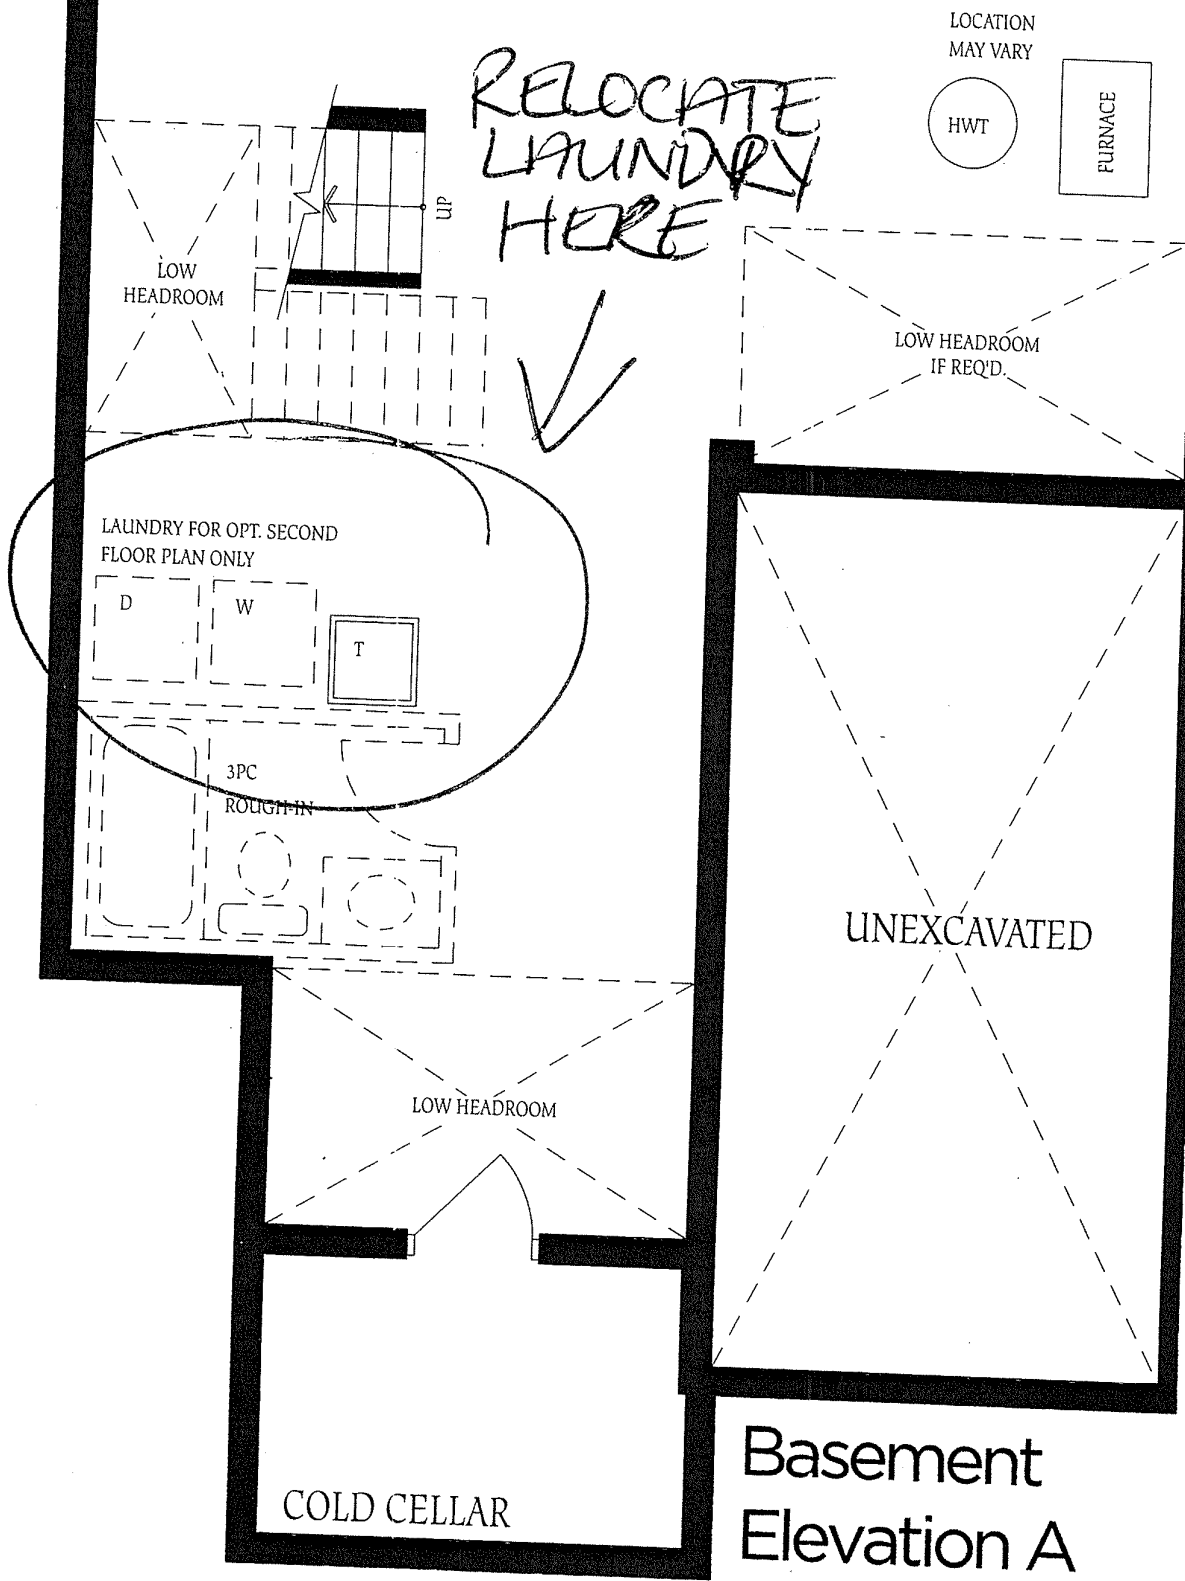 LOCATION
MAY VARY
HWT
FURNACE
RELOCATE
LAUNDRY
HERE
UP
LOW
HEADROOM
LOW HEADROOM
IF REQ'D.
LAUNDRY FOR OPT. SECOND
FLOOR PLAN ONLY
D
W
T
3PC
ROUGH-IN
UNEXCAVATED
LOW HEADROOM
COLD CELLAR
Basement
Elevation A